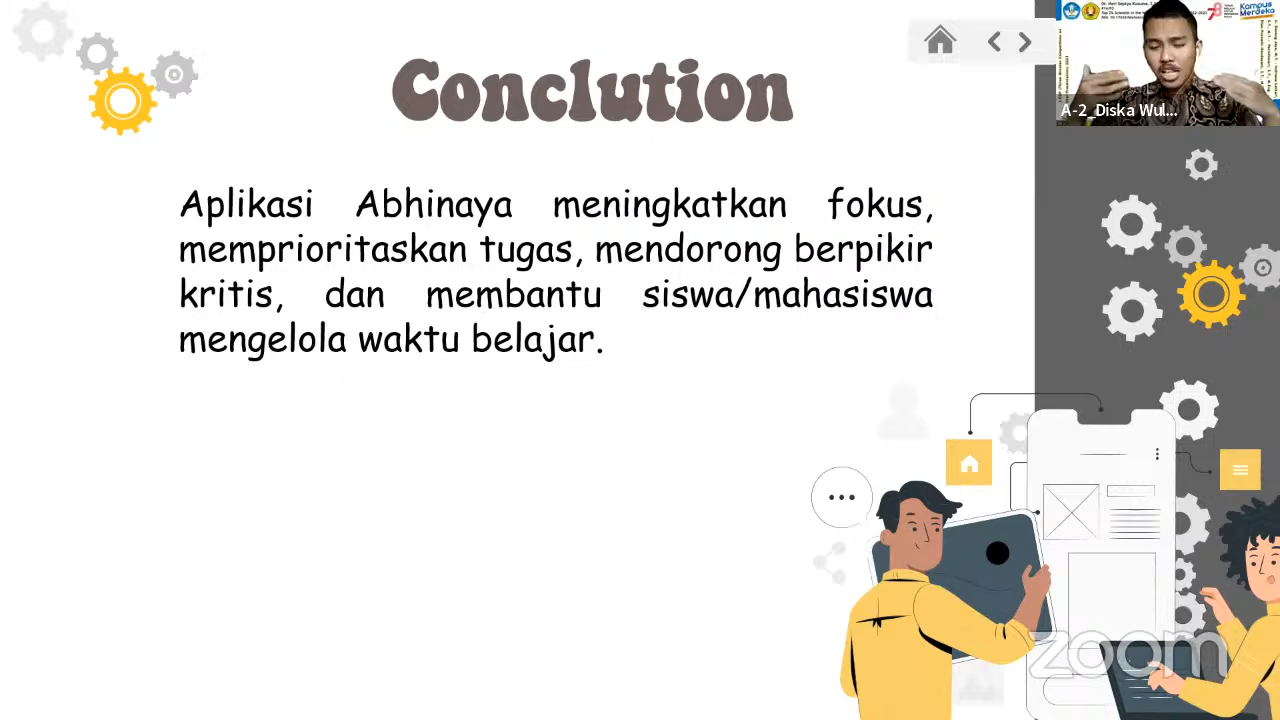 Conclution
Aplikasi Abhinaya meningkatkan fokus,
memprioritaskan tugas, mendorong berpikir
kritis, dan membantu siswa/mahasiswa
mengelola waktu belajar.
A-2_Diska Wul...
Kampus
Merdeka
zoom